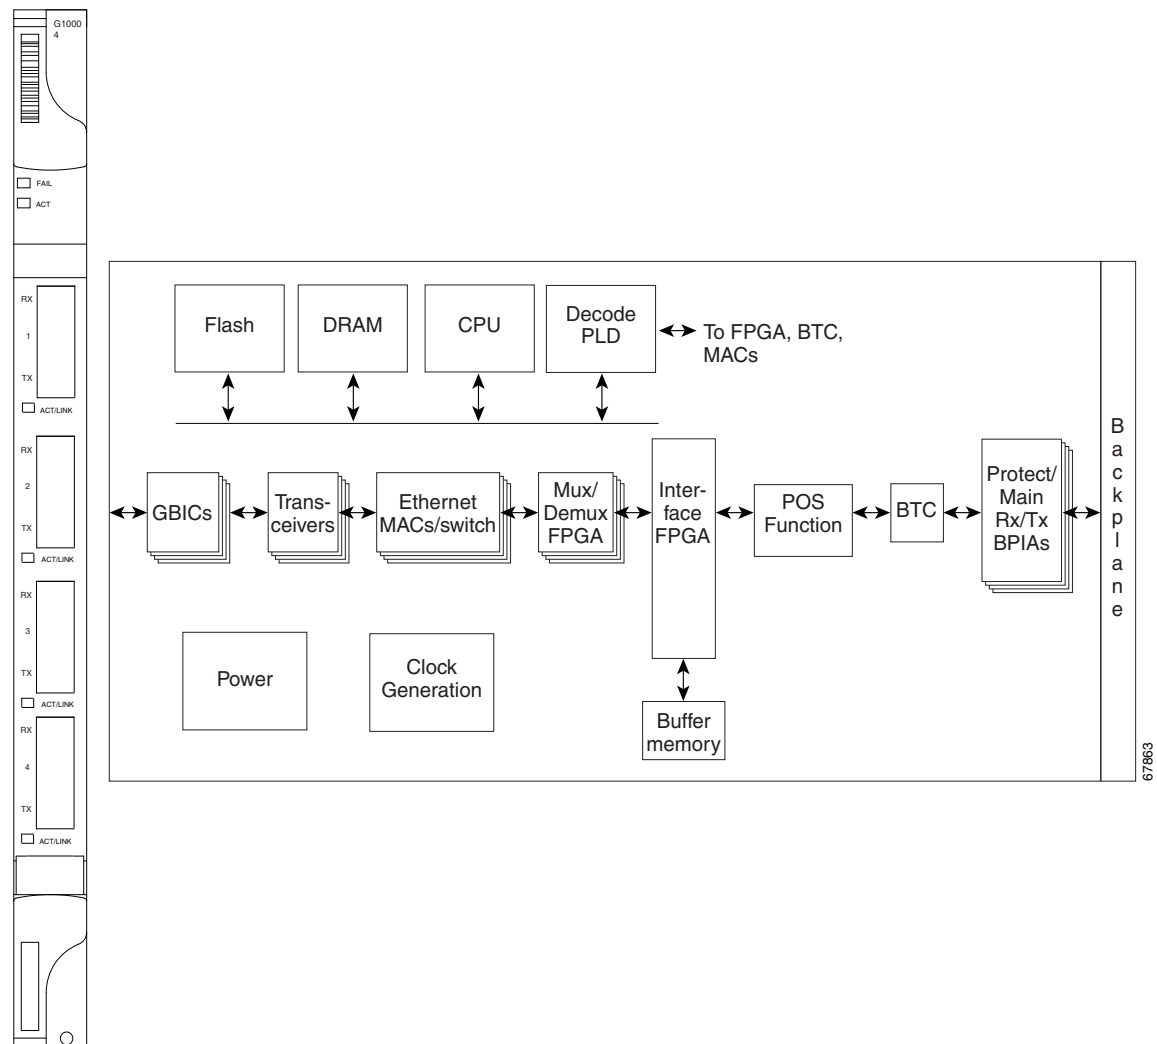 G1000
4
FAIL
ACT
RX
1
TX
ACT/LINK
RX
2
TX
ACT/LINK
RX
3
TX
ACT/LINK
RX
4
TX
ACT/LINK
Flash
DRAM
CPU
Decode
PLD
To FPGA, BTC,
MACs
GBICs
Trans-
ceivers
Ethernet
MACs/switch
Mux/
Demux
FPGA
Inter-
face
FPGA
POS
Function
BTC
Protect/
Main
Rx/Tx
BPIAs
Backplane
Power
Clock
Generation
Buffer
memory
67863